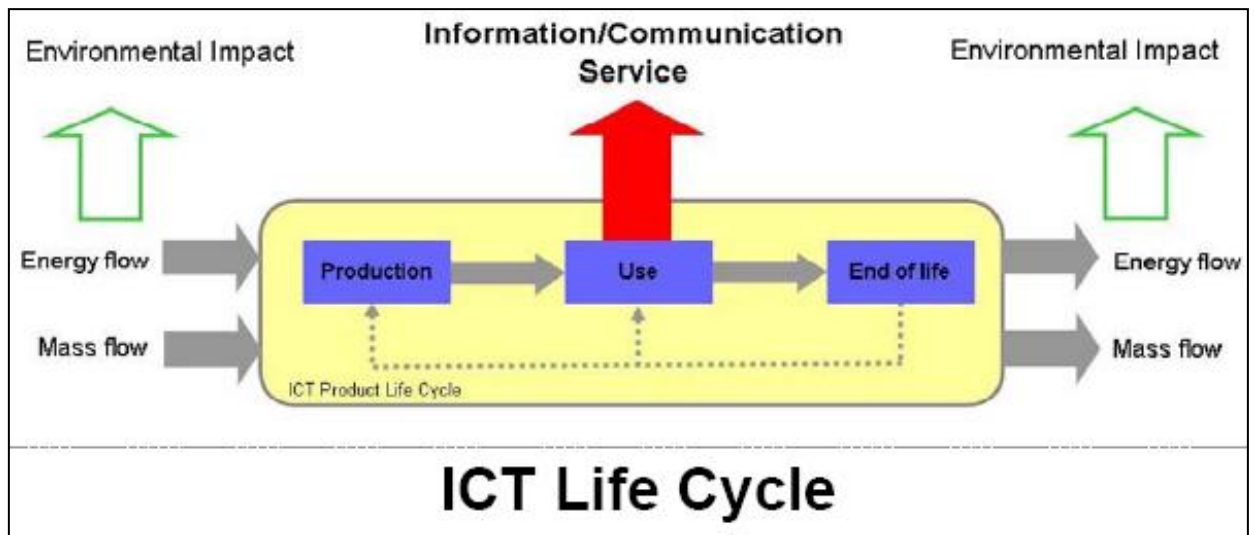 Environmental Impact
Information/Communication
Service
Environmental Impact
Energy flow
Mass flow
Production
Use
End of life
ICT Product Life Cycle
Energy flow
Mass flow
ICT Life Cycle